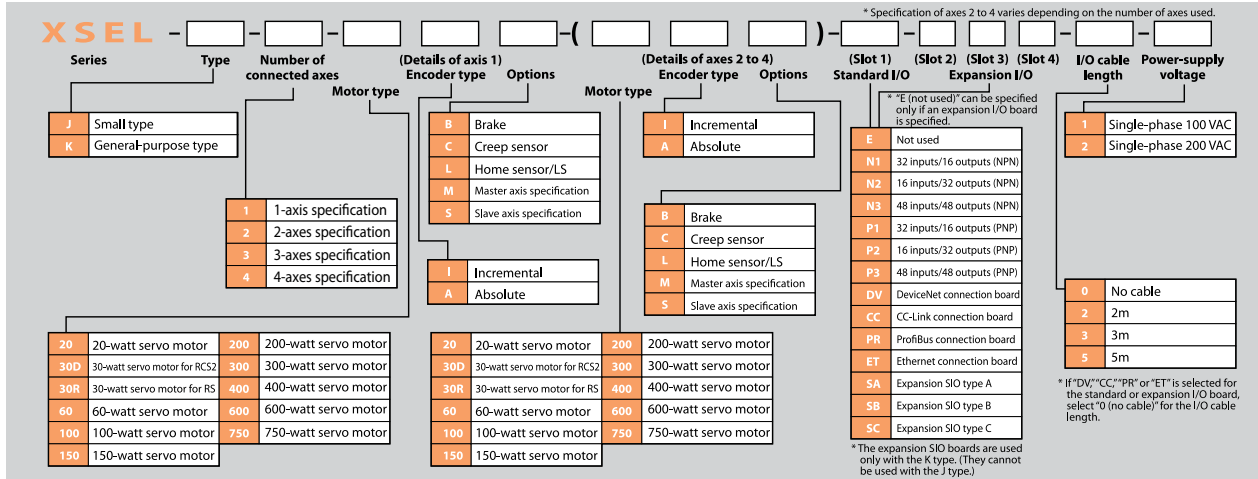 * Specification of axes 2 to 4 varies depending on the number of axes used.
XSEL - - - - ( ) - - - -
Series
Type
Number of
connected axes
(Details of axis 1)
Motor type
Encoder type
Options
(Details of axes 2 to 4)
Motor type
Encoder type
Options
(Slot 1)
Standard I/O
(Slot 2) (Slot 3) (Slot 4)
Expansion I/O
I/O cable
length
Power-supply
voltage
J Small type
K General-purpose type
1 1-axis specification
2 2-axes specification
3 3-axes specification
4 4-axes specification
B Brake
C Creep sensor
L Home sensor/LS
M Master axis specification
S Slave axis specification
I Incremental
A Absolute
20 20-watt servo motor 200 200-watt servo motor
30D 30-watt servo motor for RCS2 300 300-watt servo motor
30R 30-watt servo motor for RS 400 400-watt servo motor
60 60-watt servo motor 600 600-watt servo motor
100 100-watt servo motor 750 750-watt servo motor
150 150-watt servo motor
I Incremental
A Absolute
B Brake
C Creep sensor
L Home sensor/LS
M Master axis specification
S Slave axis specification
20 20-watt servo motor 200 200-watt servo motor
30D 30-watt servo motor for RCS2 300 300-watt servo motor
30R 30-watt servo motor for RS 400 400-watt servo motor
60 60-watt servo motor 600 600-watt servo motor
100 100-watt servo motor 750 750-watt servo motor
150 150-watt servo motor
* "E (not used)" can be specified
only if an expansion I/O board
is specified.
E Not used
N1 32 inputs/16 outputs (NPN)
N2 16 inputs/32 outputs (NPN)
N3 48 inputs/48 outputs (NPN)
P1 32 inputs/16 outputs (PNP)
P2 16 inputs/32 outputs (PNP)
P3 48 inputs/48 outputs (PNP)
DV DeviceNet connection board
CC CC-Link connection board
PR ProfiBus connection board
ET Ethernet connection board
SA Expansion SIO type A
SB Expansion SIO type B
SC Expansion SIO type C
* The expansion SIO boards are used
only with the K type. (They cannot
be used with the J type.)
1 Single-phase 100 VAC
2 Single-phase 200 VAC
0 No cable
2 2m
3 3m
5 5m
* If "DV," "CC," "PR" or "ET" is selected for
the standard or expansion I/O board,
select "0 (no cable)" for the I/O cable
length.